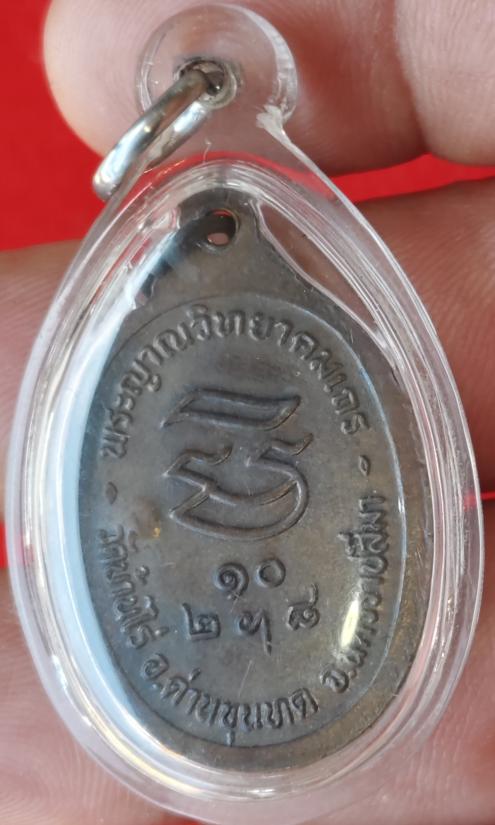 พระญาณวิทยาคมเถร
๑๐
๒ ๕ ๘
วัดบ้านไร่ อ.ด่านขุนทด จ.นครราชสีมา